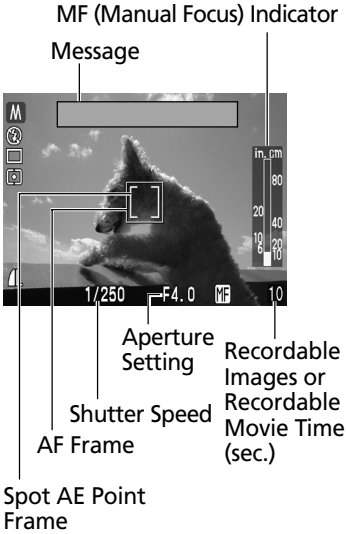 MF (Manual Focus) Indicator
Message
M
in. cm
80
20
40
10
20
6
10
1/250
F4.0
MF
10
Aperture
Setting
Recordable
Images or
Recordable
Movie Time
(sec.)
Shutter Speed
AF Frame
Spot AE Point
Frame